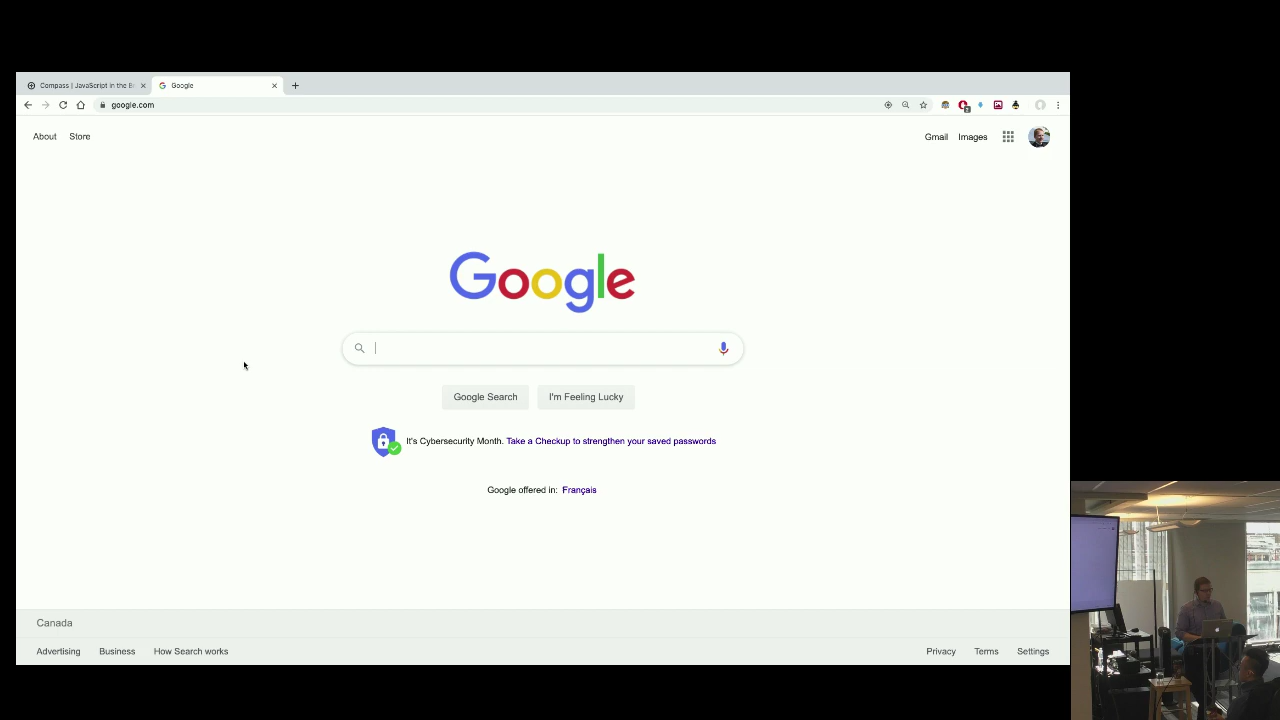 Compass | JavaScript in the B
Google
google.com
About Store
Gmail Images
Google
Google Search I'm Feeling Lucky
It's Cybersecurity Month. Take a Checkup to strengthen your saved passwords
Google offered in: Français
Canada
Advertising Business How Search works
Privacy Terms Settings